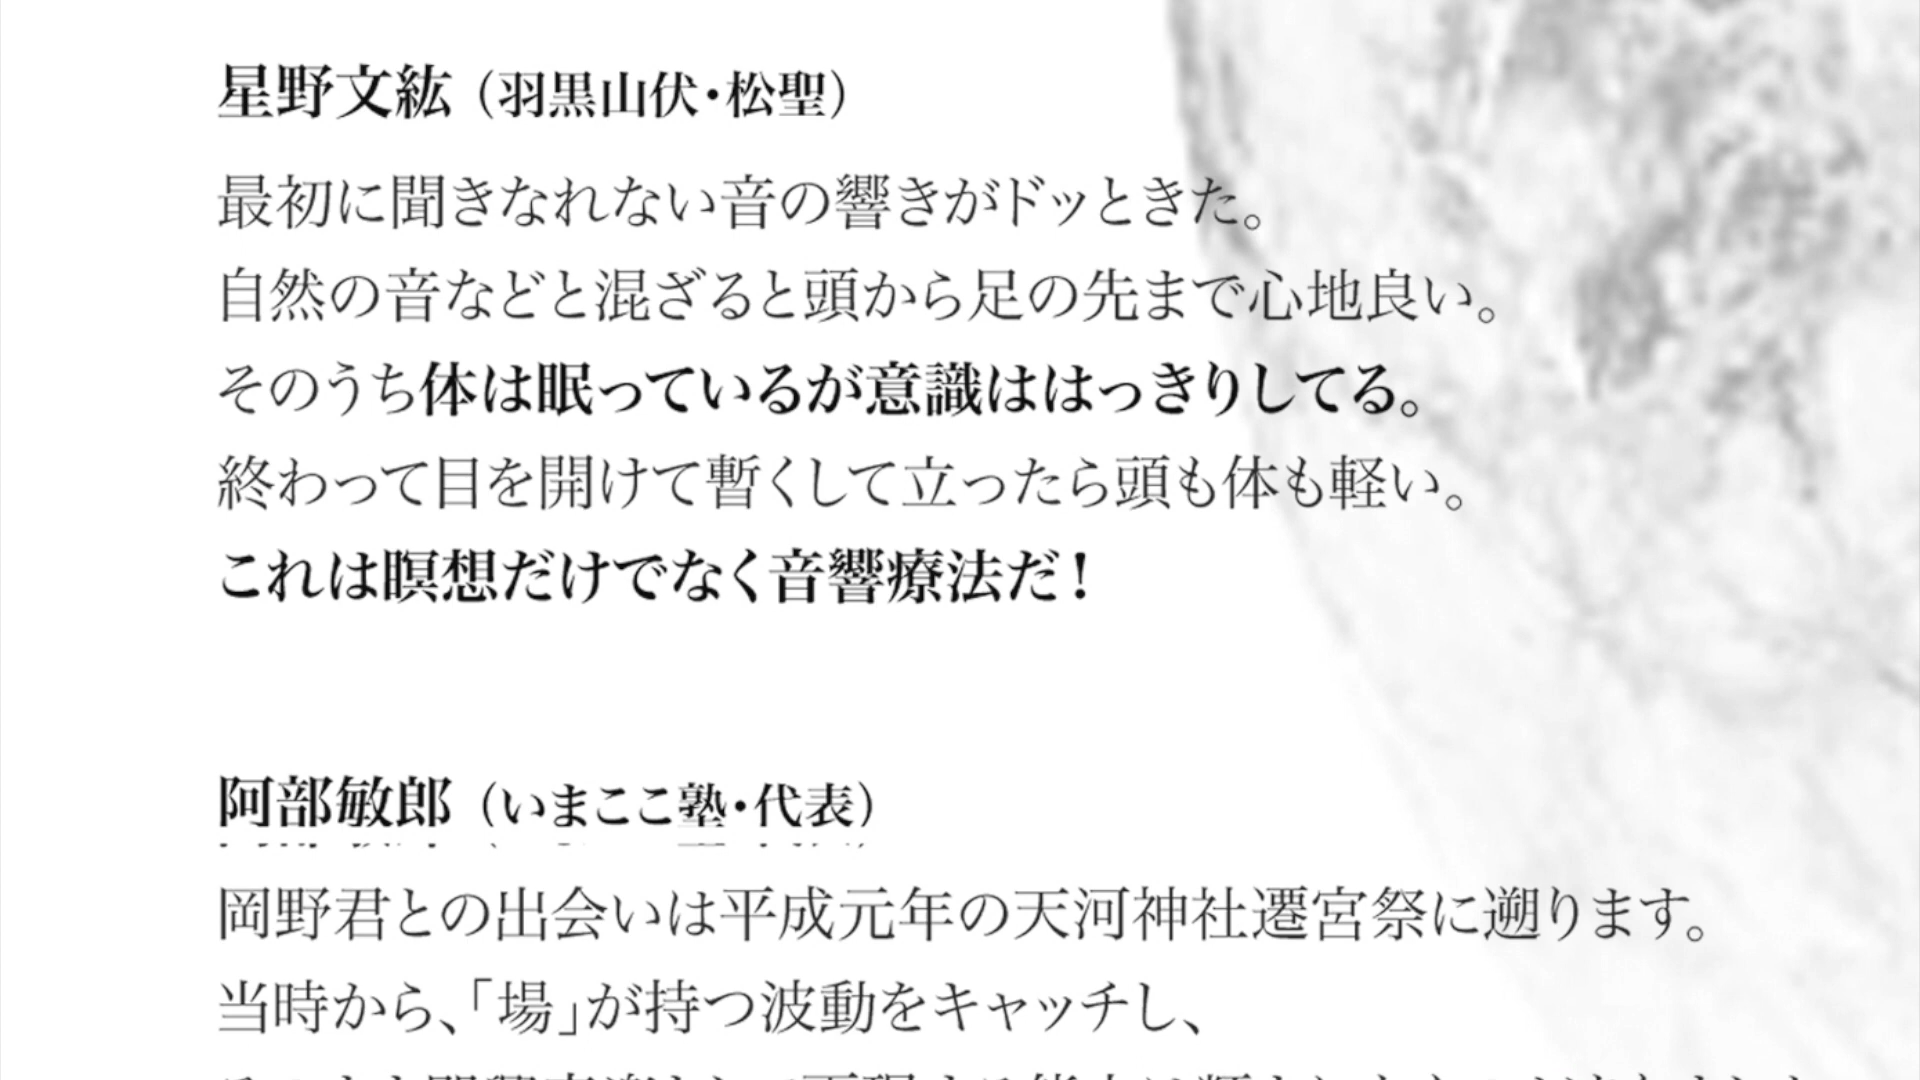 星野文紘（羽黒山伏・松聖）
最初に聞きなれない音の響きがドッときた。
自然の音などと混ざると頭から足の先まで心地良い。
そのうち体は眠っているが意識ははっきりしてる。
終わって目を開けて暫くして立ったら頭も体も軽い。
これは瞑想だけでなく音響療法だ！
阿部敏郎（いまここ塾・代表）
岡野君との出会いは平成元年の天河神社遷宮祭に遡ります。
当時から、「場」が持つ波動をキャッチし、